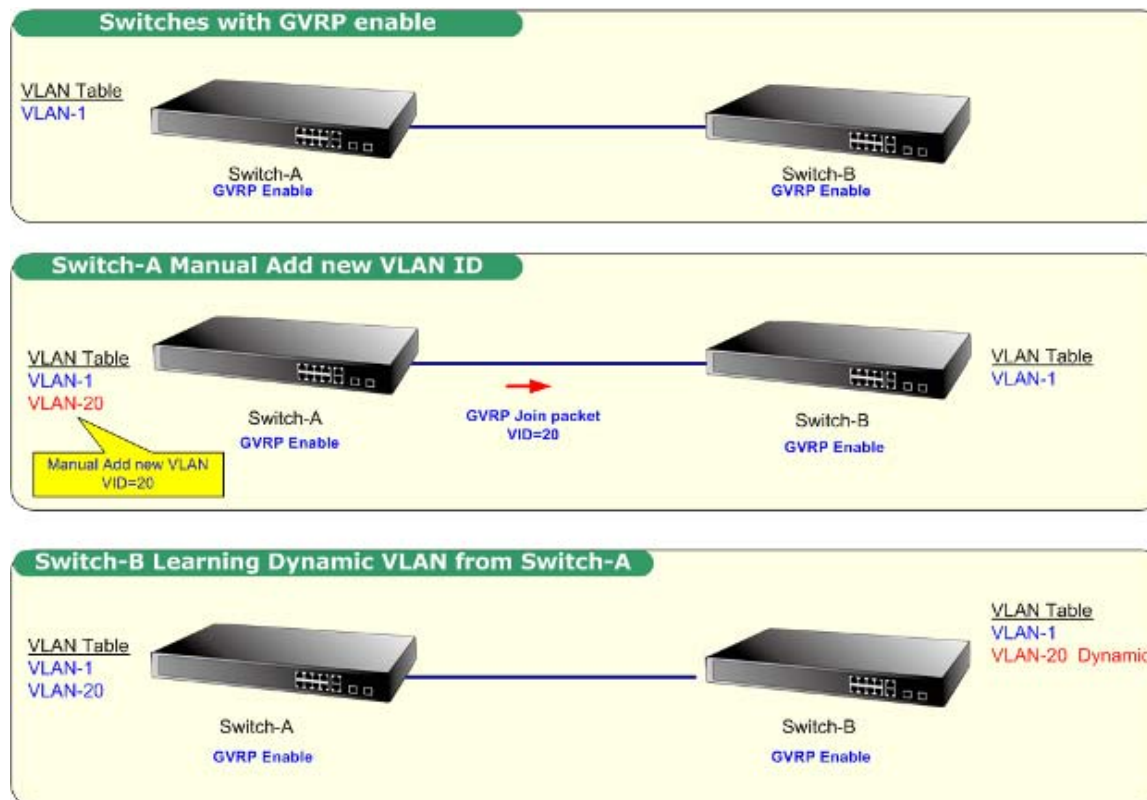 Switches with GVRP enable
VLAN Table
VLAN-1
Switch-A
GVRP Enable
Switch-B
GVRP Enable
Switch-A Manual Add new VLAN ID
VLAN Table
VLAN-1
VLAN-20
Manual Add new VLAN
VID=20
Switch-A
GVRP Enable
GVRP Join packet
VID=20
Switch-B
GVRP Enable
VLAN Table
VLAN-1
Switch-B Learning Dynamic VLAN from Switch-A
VLAN Table
VLAN-1
VLAN-20
Switch-A
GVRP Enable
Switch-B
GVRP Enable
VLAN Table
VLAN-1
VLAN-20 Dynamic